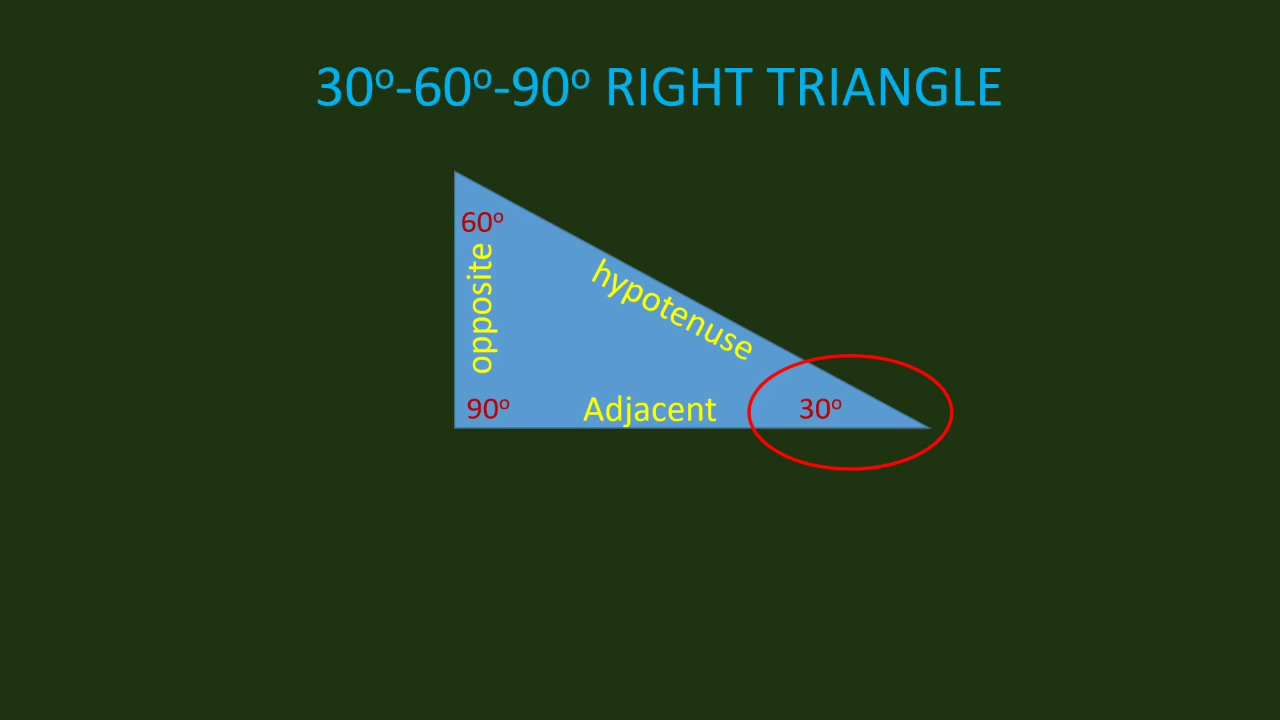 30º-60º-90º RIGHT TRIANGLE
60º
opposite
hypotenuse
90º
Adjacent
30º